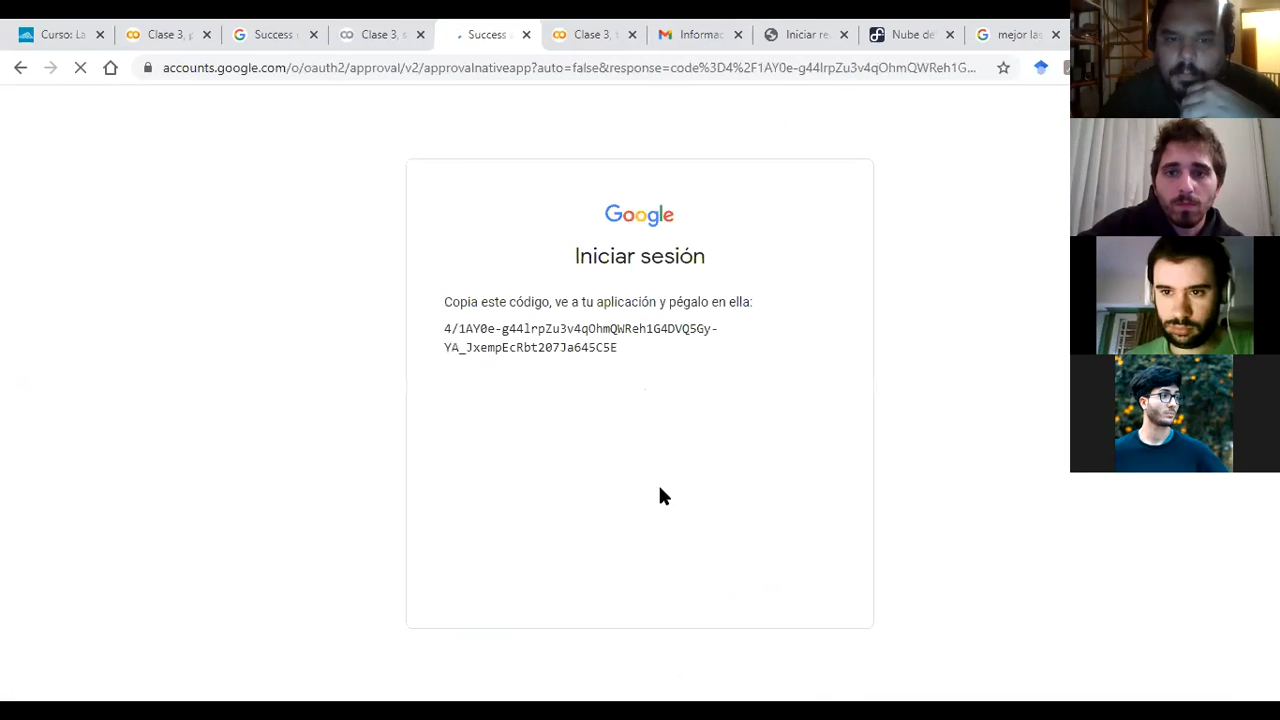 Curso: La
Clase 3, p
Success
Clase 3, s
Success
Clase 3, t
Informac
Iniciar re
Nube de
mejor las
accounts.google.com/o/oauth2/approval/v2/approvalnativeapp?auto=false&response=code%3D4%2F1AY0e-g44lrpZu3v4qOhmQWReh1G...
Google
Iniciar sesión
Copia este código, ve a tu aplicación y pégalo en ella:
4/1AY0e-g44lrpZu3v4qOhmQWReh1G4DVQ5Gy-
YA_JxempEcRbt207Ja645C5E